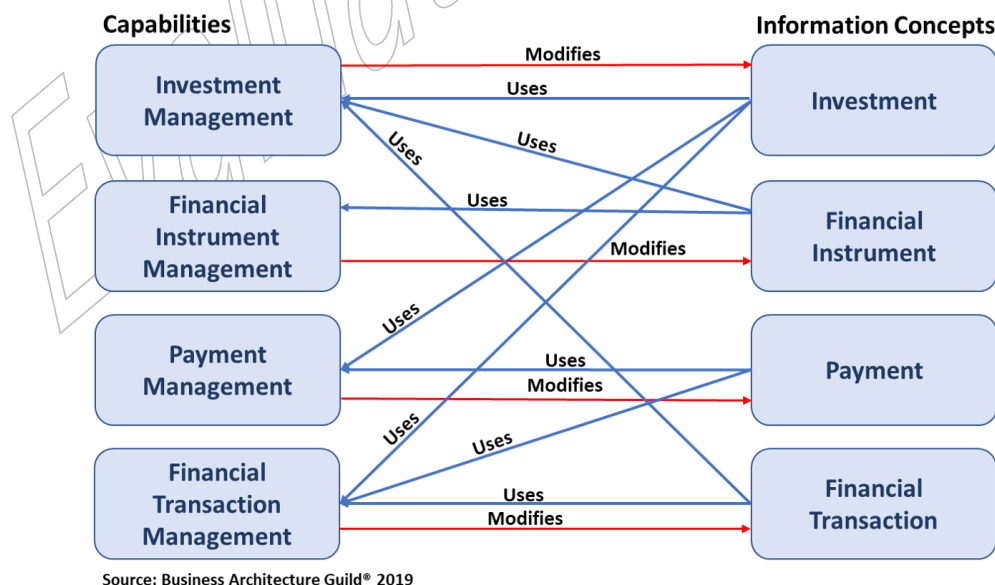 Capabilities
Information Concepts
Modifies
Investment
Management
Uses
Investment
Uses
Uses
Financial
Instrument
Management
Uses
Financial
Instrument
Modifies
Uses
Payment
Management
Uses
Modifies
Payment
Uses
Uses
Financial
Transaction
Management
Uses
Modifies
Financial
Transaction
Source: Business Architecture Guild® 2019